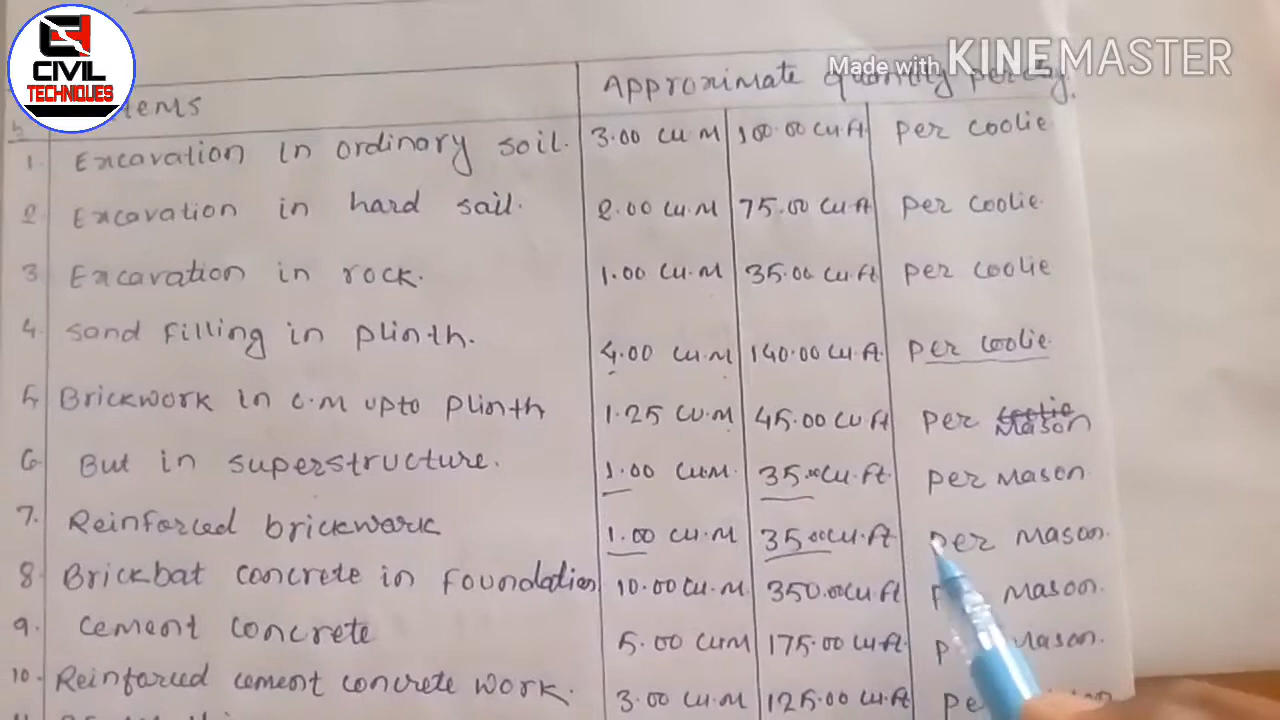 CIVIL
TECHNIQUES
Made with KINEMASTER
Items Approximate quantity per day.
1. Excavation in ordinary soil. 3.00 cu.M 100.00 cu.ft per coolie
2. Excavation in hard sail. 2.00 cu.M 75.00 cu.ft per coolie.
3 Excavation in rock. 1.00 cu.M 35.00 cu.ft per coolie
4. Sand filling in plinth. 4.00 cu.M 140.00 cu.ft per coolie
5. Brickwork in c.M upto plinth 1.25 cu.M 45.00 cu.ft per Mason
6 But in superstructure. 1.00 cu.M. 35.00 cu.ft. per Mason
7. Reinforced brickwork 1.00 cu.M 35.00 cu.ft per Mason.
8. Brickbat concrete in foundation 10.00 cu.M 350.00 cu.ft Mason.
9. Cement concrete 5.00 cu.M 175.00 cu.ft Mason.
10. Reinforced cement concrete work. 3.00 cu.M 125.00 cu.ft